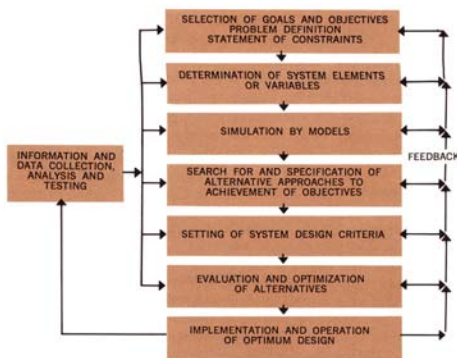 SELECTION OF GOALS AND OBJECTIVES
PROBLEM DEFINITION
STATEMENT OF CONSTRAINTS
DETERMINATION OF SYSTEM ELEMENTS
OR VARIABLES
SIMULATION BY MODELS
INFORMATION AND
DATA COLLECTION,
ANALYSIS AND
TESTING
FEEDBACK
SEARCH FOR AND SPECIFICATION OF
ALTERNATIVE APPROACHES TO
ACHIEVEMENT OF OBJECTIVES
SETTING OF SYSTEM DESIGN CRITERIA
EVALUATION AND OPTIMIZATION
OF ALTERNATIVES
IMPLEMENTATION AND OPERATION
OF OPTIMUM DESIGN